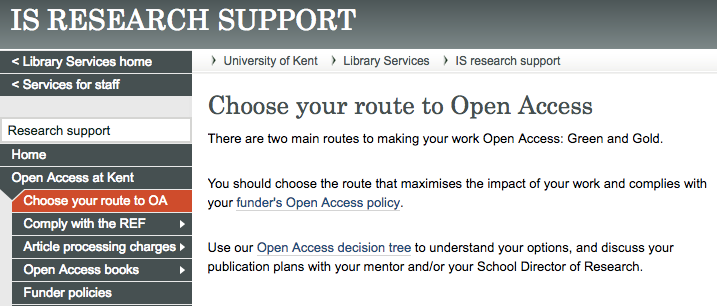 IS RESEARCH SUPPORT
< Library Services home
< Services for staff
Research support
Home
Open Access at Kent
Choose your route to OA
Comply with the REF
Article processing charges
Open Access books
Funder policies
University of Kent Library Services IS research support
Choose your route to Open Access
There are two main routes to making your work Open Access: Green and Gold.
You should choose the route that maximises the impact of your work and complies with
your funder's Open Access policy.
Use our Open Access decision tree to understand your options, and discuss your
publication plans with your mentor and/or your School Director of Research.